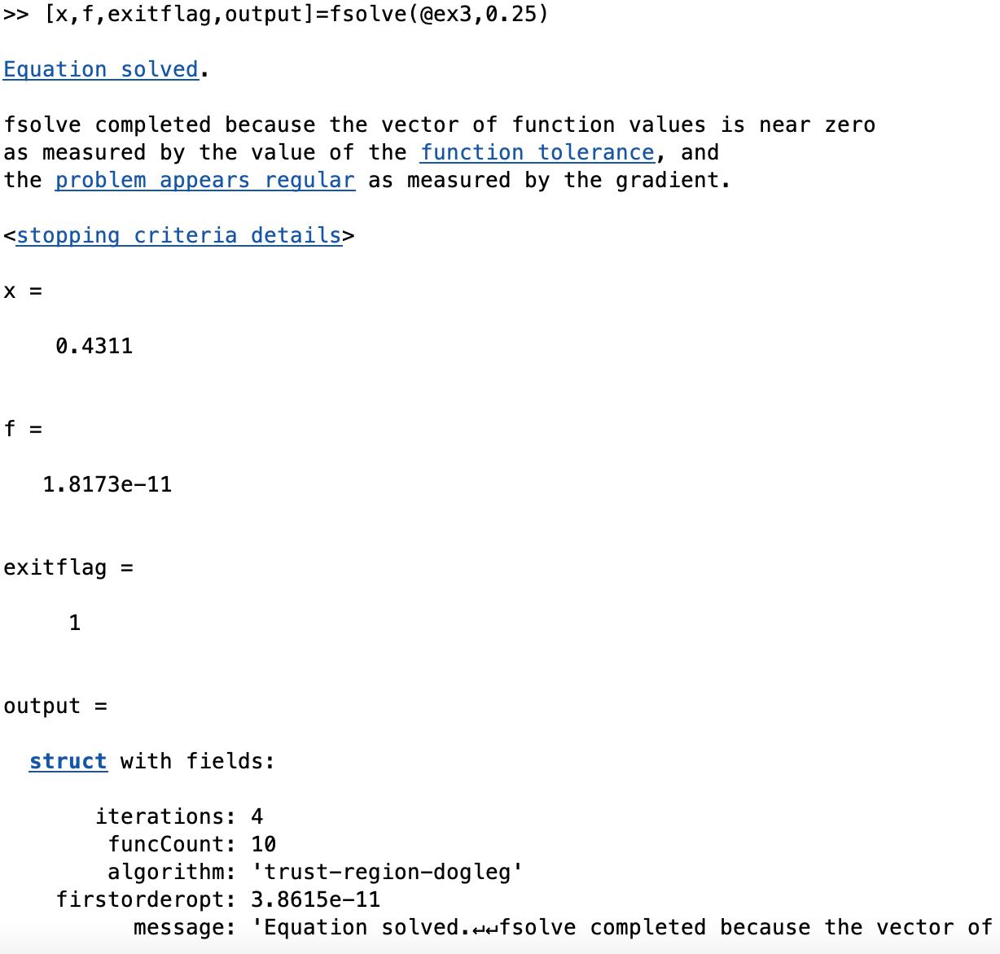 >> [x,f,exitflag,output]=fsolve(@ex3,0.25)
Equation solved.
fsolve completed because the vector of function values is near zero
as measured by the value of the function tolerance, and
the problem appears regular as measured by the gradient.
<stopping criteria details>
x =
0.4311
f =
1.8173e-11
exitflag =
1
output =
struct with fields:
iterations: 4
funcCount: 10
algorithm: 'trust-region-dogleg'
firstorderopt: 3.8615e-11
message: 'Equation solved.↵↵fsolve completed because the vector of